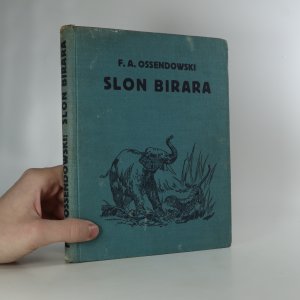 F. A. OSSENDOWSKI
SLON BIRARA
OSSENDOWSKI; SLON BIRARA